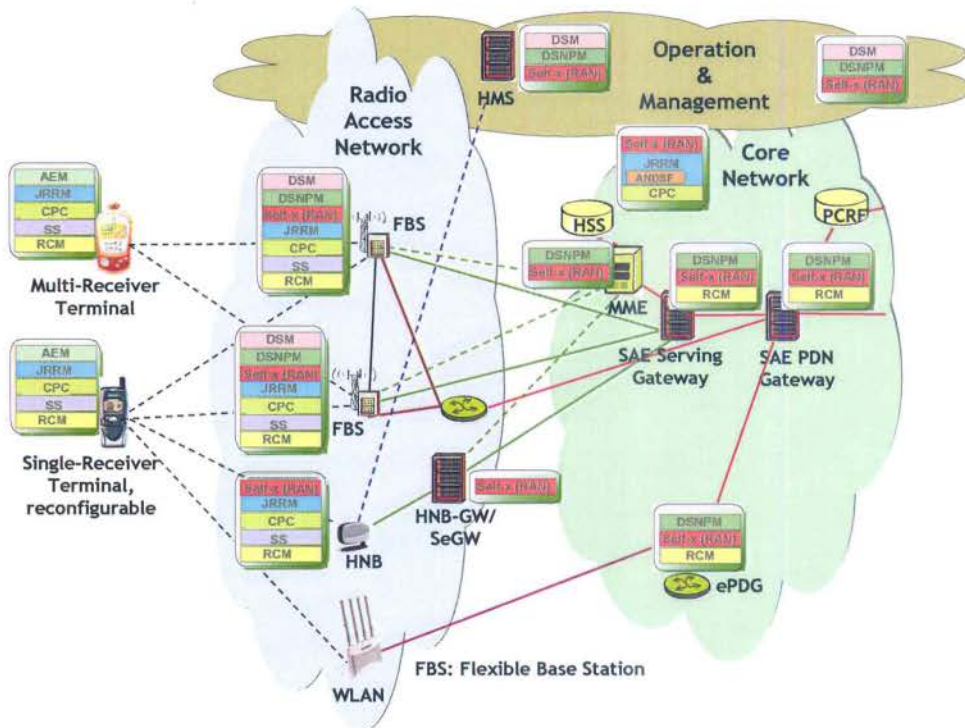 DSM
DSNPM
Self-x (RAN)
HMS
Operation
&
Management
DSM
DSNPM
Self-x (RAN)
Radio
Access
Network
Self-x (RAN)
JRRM
ANDSF
CPC
Core
Network
AEM
JRRM
CPC
SS
RCM
Multi-Receiver
Terminal
DSM
DSNPM
Self-x (RAN)
JRRM
CPC
SS
RCM
FBS
HSS
PCRF
DSNPM
Self-x (RAN)
MME
DSNPM
Self-x (RAN)
RCM
SAE Serving
Gateway
DSNPM
Self-x (RAN)
RCM
SAE PDN
Gateway
AEM
JRRM
CPC
SS
RCM
Single-Receiver
Terminal,
reconfigurable
DSM
DSNPM
Self-x (RAN)
JRRM
CPC
SS
RCM
FBS
Self-x (RAN)
JRRM
CPC
SS
RCM
HNB
Self-x (RAN)
HNB-GW/
SeGW
DSNPM
Self-x (RAN)
RCM
ePDG
WLAN
FBS: Flexible Base Station